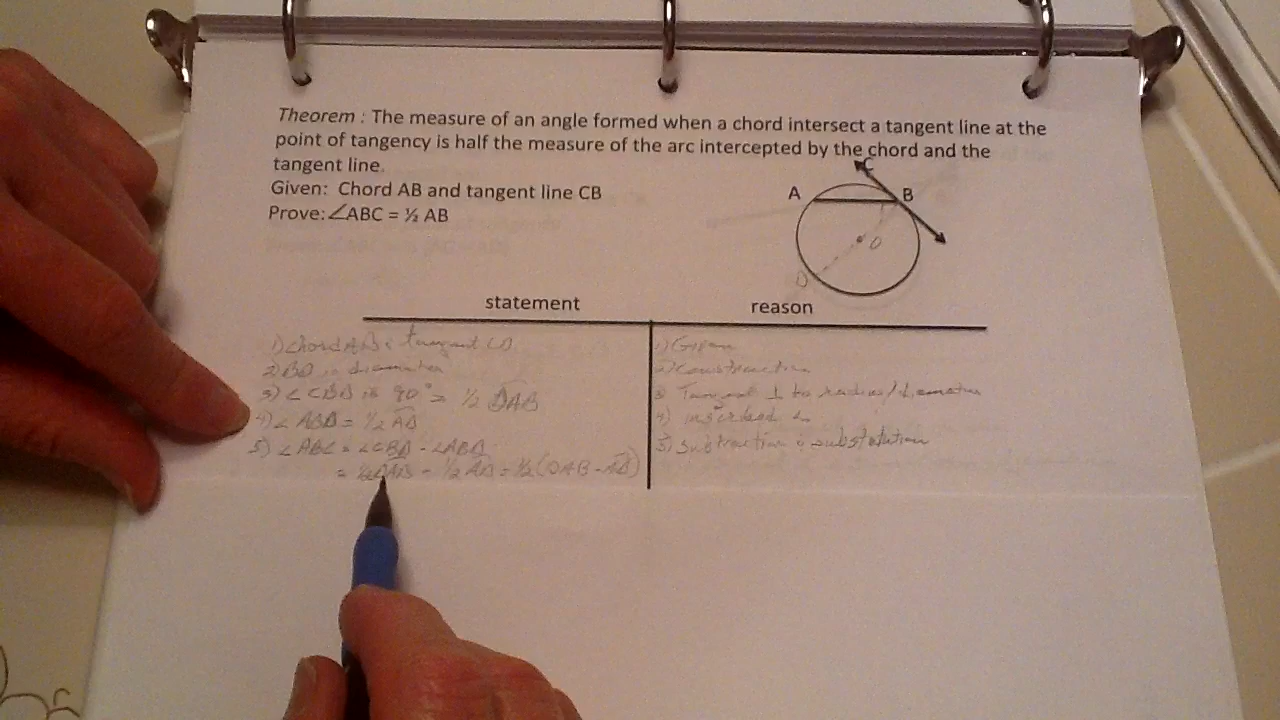 Theorem : The measure of an angle formed when a chord intersect a tangent line at the
point of tangency is half the measure of the arc intercepted by the chord and the
tangent line.
Given: Chord AB and tangent line CB
Prove: ∠ABC = ½ AB
C
A
B
O
D
statement
reason
1) Chord AB & tangent
1) Given
2) BD is diameter
2) Construction
3) ∠CBD is 90° = ½ DAB
3) Tangent ⊥ to radius/diameter
4) ∠ABD = ½ AD
4) inscribed ∠
5) ∠ABC = ∠CBD - ∠ABD
5) Subtraction & substitution
= ½ DAB - ½ AD = ½(DAB - AD)